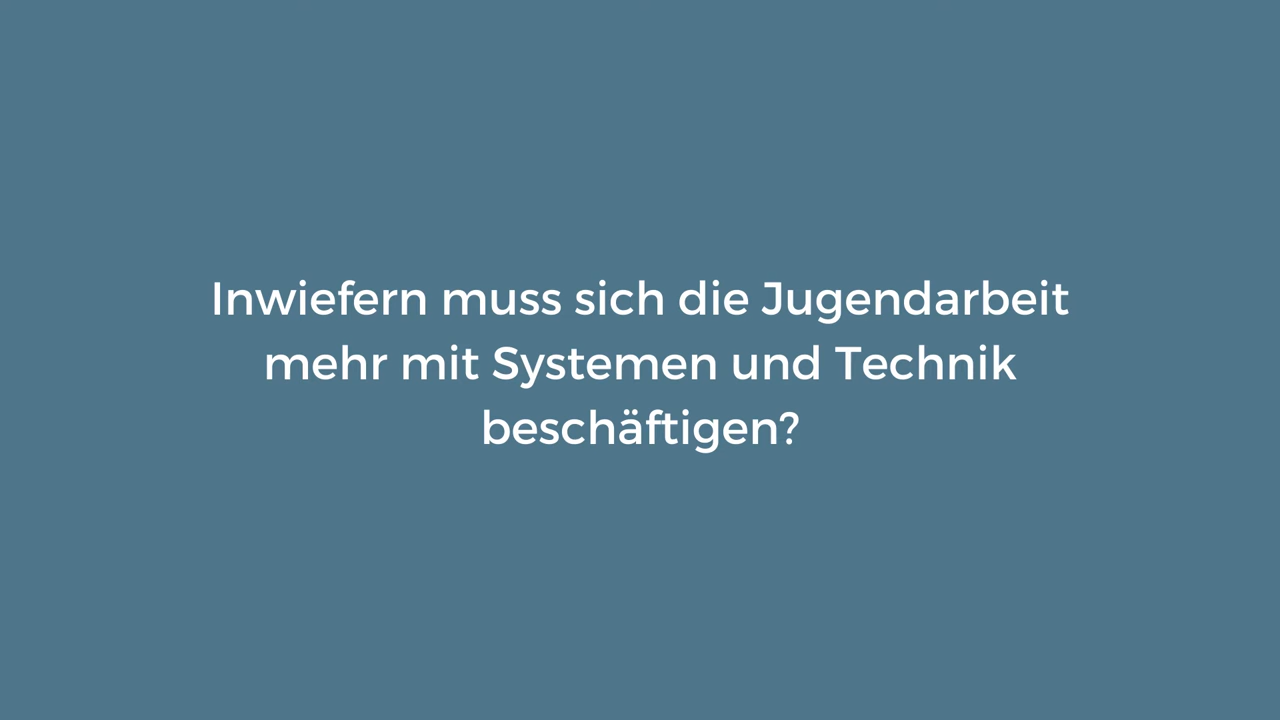 Inwiefern muss sich die Jugendarbeit
mehr mit Systemen und Technik
beschäftigen?